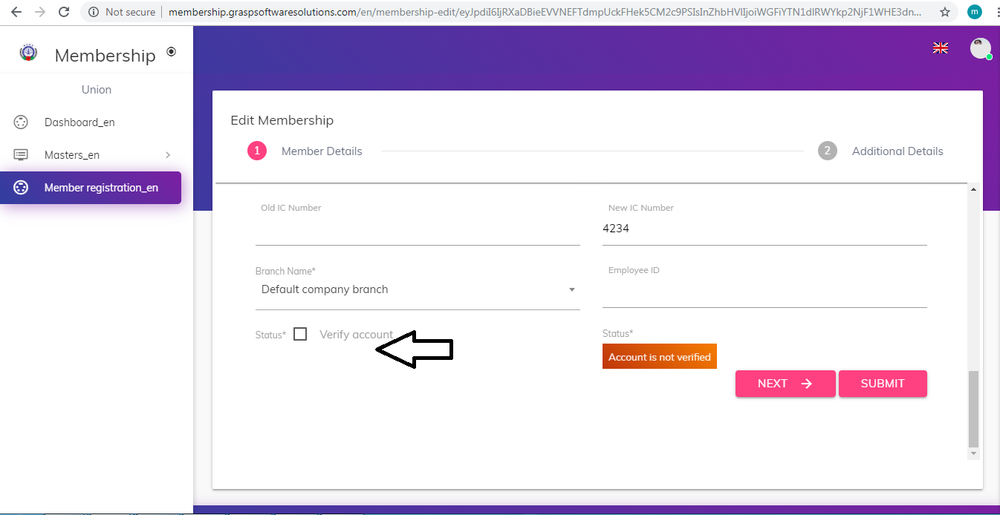 Not secure | membership.graspsoftwaresolutions.com/en/membership-edit/eyJpdiI6IjRXaDBieEVVNEFTdmpUckFHek5CM2c9PSIsInZhbHVlIjoiWGFiYTN1dlRWYkp2NjF1WHE3dn...
m
Membership
Union
Dashboard_en
Masters_en
Member registration_en
Edit Membership
1 Member Details
2 Additional Details
Old IC Number
New IC Number
4234
Branch Name*
Default company branch
Employee ID
Status* Verify account
Status*
Account is not verified
NEXT
SUBMIT